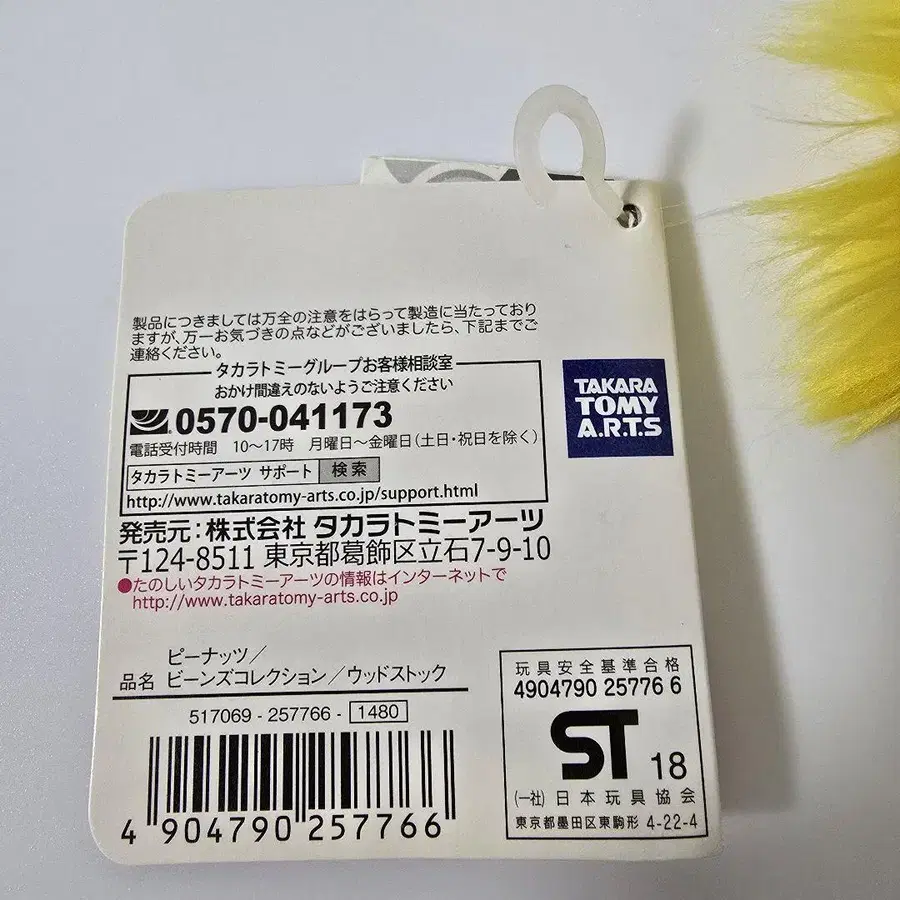 製品につきましては万全の注意をはらって製造に当たっており
ますが、万一お気づきの点などがございましたら、下記までご
連絡ください。
タカラトミーグループお客様相談室
おかけ間違えのないようご注意ください
0570-041173
電話受付時間 10～17時 月曜日～金曜日(土日・祝日を除く)
タカラトミーアーツ サポート 検索
http://www.takaratomy-arts.co.jp/support.html
発売元:株式会社 タカラトミーアーツ
〒124-8511 東京都葛飾区立石7-9-10
●たのしいタカラトミーアーツの情報はインターネットで
http://www.takaratomy-arts.co.jp
TAKARA
TOMY
A.R.T.S
ピーナッツ／
品名 ビーンズコレクション／ウッドストック
517069 - 257766 - 1480
4 904790 257766
玩具安全基準合格
4904790 25776 6
ST 18
(一社) 日本玩具協会
東京都墨田区東駒形 4-22-4